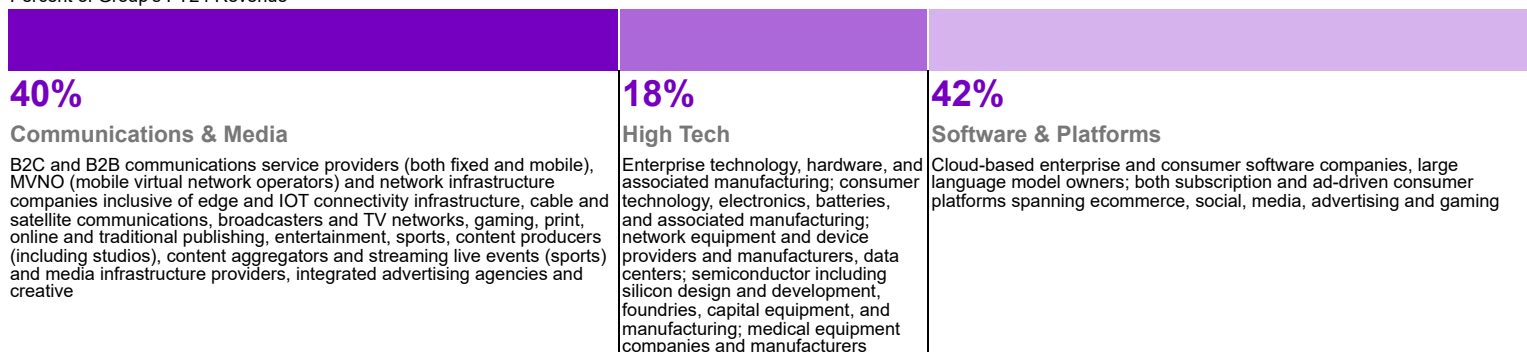 Percent of Group's FY24 Revenue
40%
Communications & Media
B2C and B2B communications service providers (both fixed and mobile),
MVNO (mobile virtual network operators) and network infrastructure
companies inclusive of edge and IOT connectivity infrastructure, cable and
satellite communications, broadcasters and TV networks, gaming, print,
online and traditional publishing, entertainment, sports, content producers
(including studios), content aggregators and streaming live events (sports)
and media infrastructure providers, integrated advertising agencies and
creative
18%
High Tech
Enterprise technology, hardware, and
associated manufacturing; consumer
technology, electronics, batteries,
and associated manufacturing;
network equipment and device
providers and manufacturers, data
centers; semiconductor including
silicon design and development,
foundries, capital equipment, and
manufacturing; medical equipment
companies and manufacturers
42%
Software & Platforms
Cloud-based enterprise and consumer software companies, large
language model owners; both subscription and ad-driven consumer
platforms spanning ecommerce, social, media, advertising and gaming